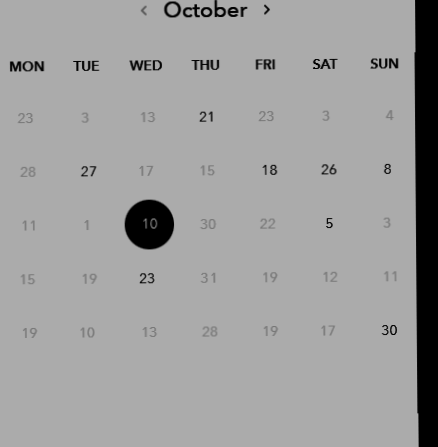 < October >
MON TUE WED THU FRI SAT SUN
23 3 13 21 23 3 4
28 27 17 15 18 26 8
11 1 10 30 22 5 3
15 19 23 31 19 12 11
19 10 13 28 19 17 30